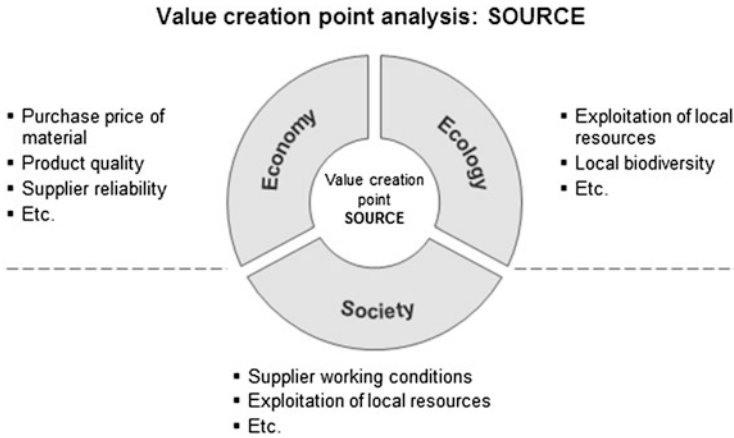 Value creation point analysis: SOURCE
▪ Purchase price of
material
▪ Product quality
▪ Supplier reliability
▪ Etc.
Economy
Ecology
Value creation
point
SOURCE
Society
▪ Exploitation of local
resources
▪ Local biodiversity
▪ Etc.
▪ Supplier working conditions
▪ Exploitation of local resources
▪ Etc.